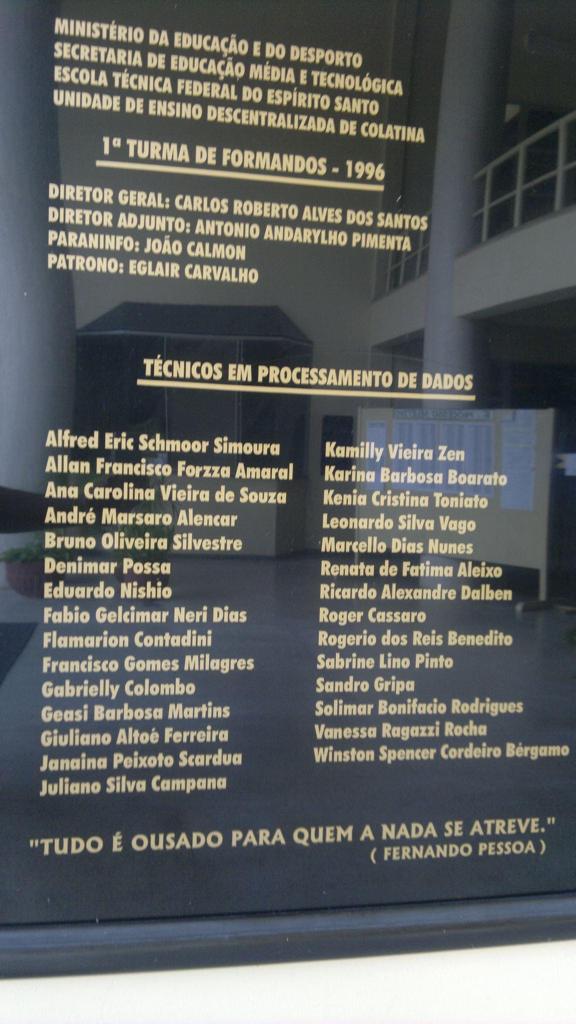 MINISTÉRIO DA EDUCAÇÃO E DO DESPORTO
SECRETARIA DE EDUCAÇÃO MÉDIA E TECNOLÓGICA
ESCOLA TÉCNICA FEDERAL DO ESPÍRITO SANTO
UNIDADE DE ENSINO DESCENTRALIZADA DE COLATINA
1ª TURMA DE FORMANDOS - 1996
DIRETOR GERAL: CARLOS ROBERTO ALVES DOS SANTOS
DIRETOR ADJUNTO: ANTONIO ANDARYLHO PIMENTA
PARANINFO: JOÃO CALMON
PATRONO: EGLAIR CARVALHO
TÉCNICOS EM PROCESSAMENTO DE DADOS
Alfred Eric Schmoor Simoura
Allan Francisco Forzza Amaral
Ana Carolina Vieira de Souza
André Marsaro Alencar
Bruno Oliveira Silvestre
Denimar Possa
Eduardo Nishio
Fabio Gelcimar Neri Dias
Flamarion Contadini
Francisco Gomes Milagres
Gabrielly Colombo
Geasi Barbosa Martins
Giuliano Altoé Ferreira
Janaina Peixoto Scardua
Juliano Silva Campana
Kamilly Vieira Zen
Karina Barbosa Boarato
Kenia Cristina Toniato
Leonardo Silva Vago
Marcello Dias Nunes
Renata de Fatima Aleixo
Ricardo Alexandre Dalben
Roger Cassaro
Rogerio dos Reis Benedito
Sabrine Lino Pinto
Sandro Gripa
Solimar Bonifacio Rodrigues
Vanessa Ragazzi Rocha
Winston Spencer Cordeiro Bérgamo
"TUDO É OUSADO PARA QUEM A NADA SE ATREVE."
( FERNANDO PESSOA )